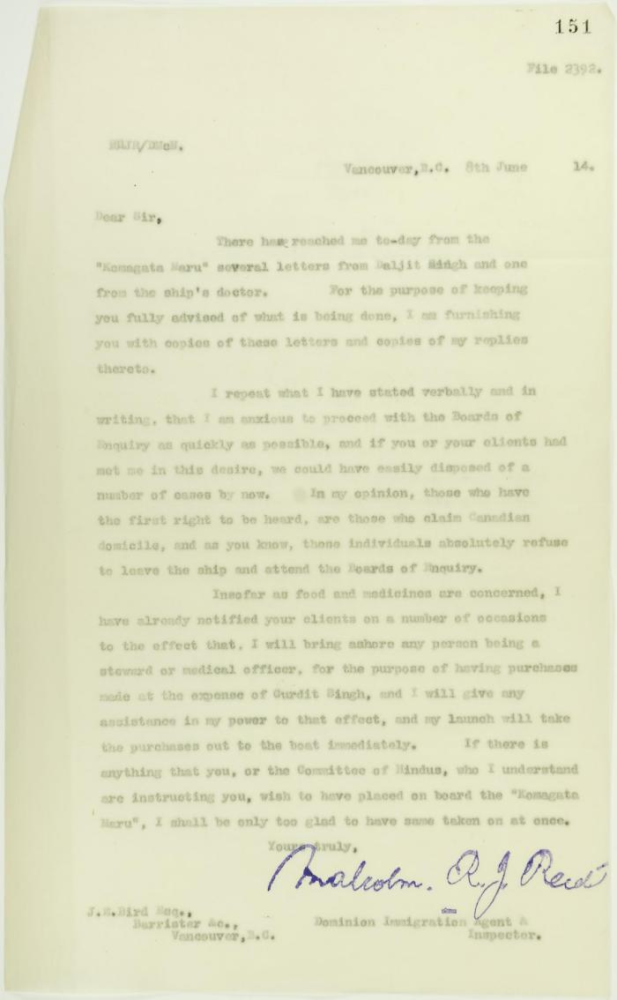 151
File 2392.
MRJR/DMcN.
Vancouver,B.C. 8th June 14.
Dear Sir,
There has reached me to-day from the
"Komagata Maru" several letters from Daljit Singh and one
from the ship's doctor. For the purpose of keeping
you fully advised of what is being done, I am furnishing
you with copies of these letters and copies of my replies
thereto.
I repeat what I have stated verbally and in
writing, that I am anxious to proceed with the Boards of
Enquiry as quickly as possible, and if you or your clients had
met me in this desire, we could have easily disposed of a
number of cases by now. In my opinion, those who have
the first right to be heard, are those who claim Canadian
domicile, and as you know, these individuals absolutely refuse
to leave the ship and attend the Boards of Enquiry.
Insofar as food and medicines are concerned, I
have already notified your clients on a number of occasions
to the effect that, I will bring ashore any person being a
steward or medical officer, for the purpose of having purchases
made at the expense of Gurdit Singh, and I will give any
assistance in my power to that effect, and my launch will take
the purchases out to the boat immediately. If there is
anything that you, or the Committee of Hindus, who I understand
are instructing you, wish to have placed on board the "Komagata
Maru", I shall be only too glad to have same taken on at once.
Yours truly,
Malcolm. R. J. Reid
J.E.Bird Esq.,
Barrister &c.,
Vancouver,B.C.
Dominion Immigration Agent &
Inspector.